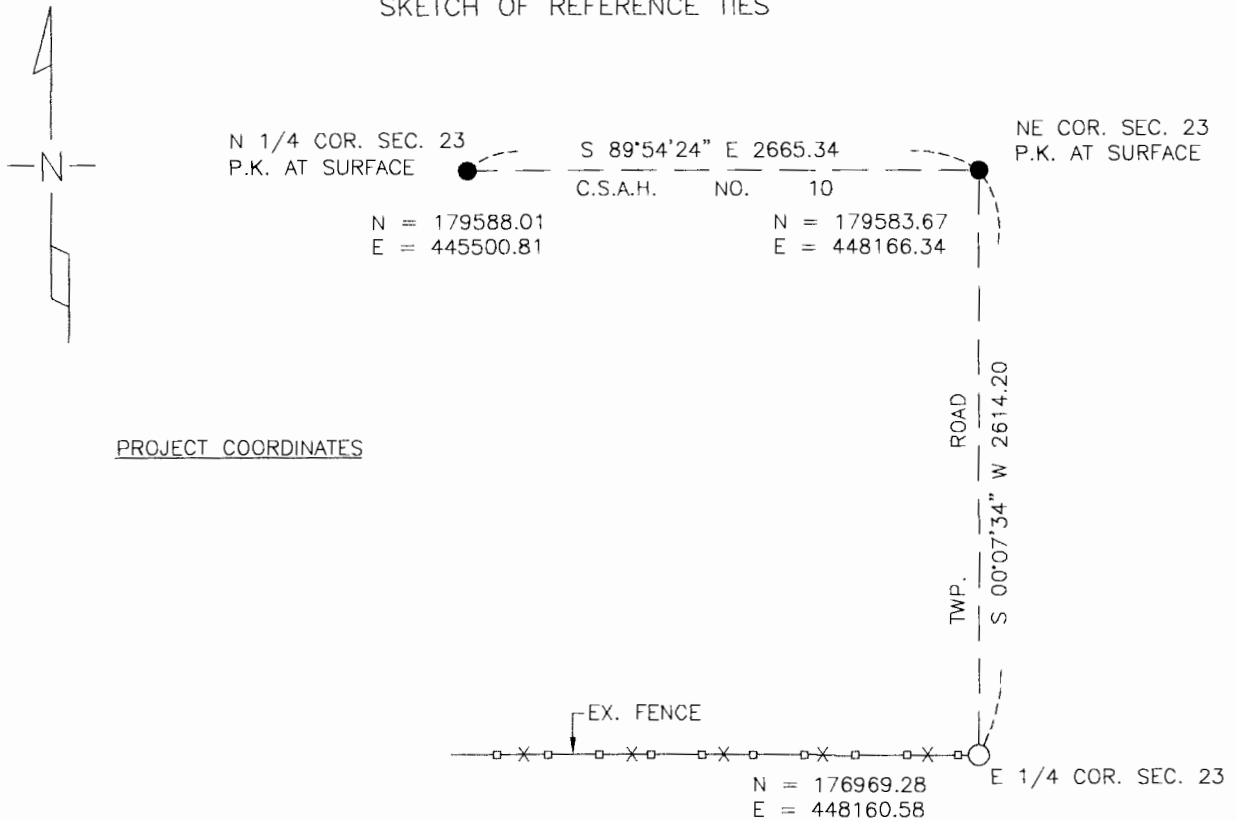 SKETCH OF REFERENCE TIES
N
N 1/4 COR. SEC. 23
P.K. AT SURFACE
S 89°54'24" E 2665.34
C.S.A.H. NO. 10
NE COR. SEC. 23
P.K. AT SURFACE
N = 179588.01
E = 445500.81
N = 179583.67
E = 448166.34
TWP. ROAD
S 00°07'34" W 2614.20
PROJECT COORDINATES
EX. FENCE
N = 176969.28
E = 448160.58
E 1/4 COR. SEC. 23